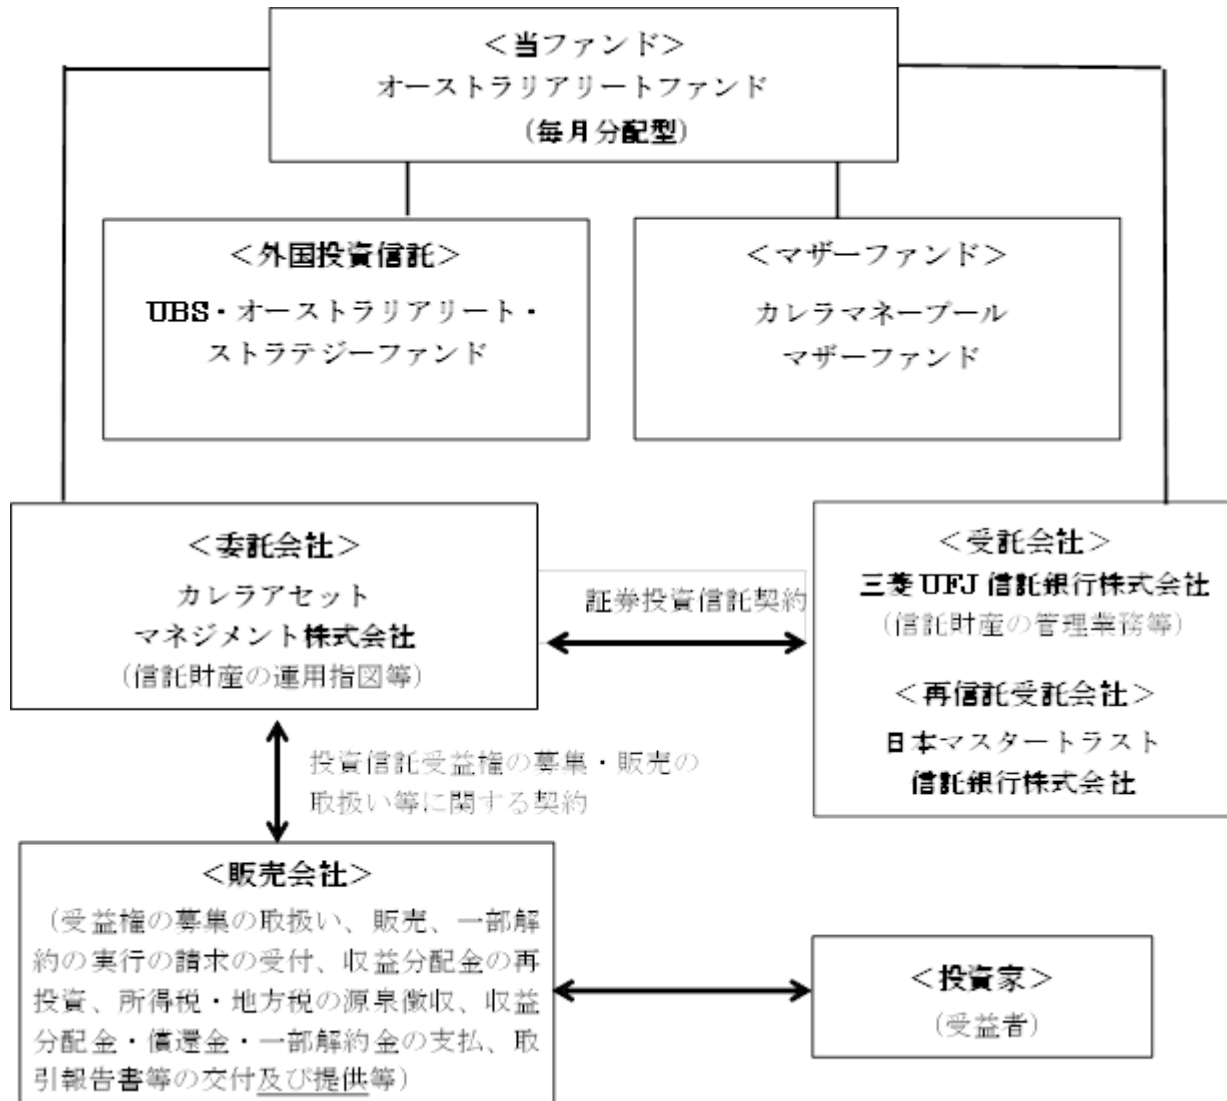 ＜当ファンド＞
オーストラリアリートファンド
（毎月分配型）
＜外国投資信託＞
UBS・オーストラリアリート・
ストラテジーファンド
＜マザーファンド＞
カレラマネープール
マザーファンド
＜委託会社＞
カレラアセット
マネジメント株式会社
（信託財産の運用指図等）
証券投資信託契約
＜受託会社＞
三菱UFJ信託銀行株式会社
（信託財産の管理業務等）
＜再信託受託会社＞
日本マスタートラスト
信託銀行株式会社
投資信託受益権の募集・販売の
取扱い等に関する契約
＜販売会社＞
（受益権の募集の取扱い、販売、一部解
約の実行の請求の受付、収益分配金の再
投資、所得税・地方税の源泉徴収、収益
分配金・償還金・一部解約金の支払、取
引報告書等の交付及び提供等）
＜投資家＞
（受益者）